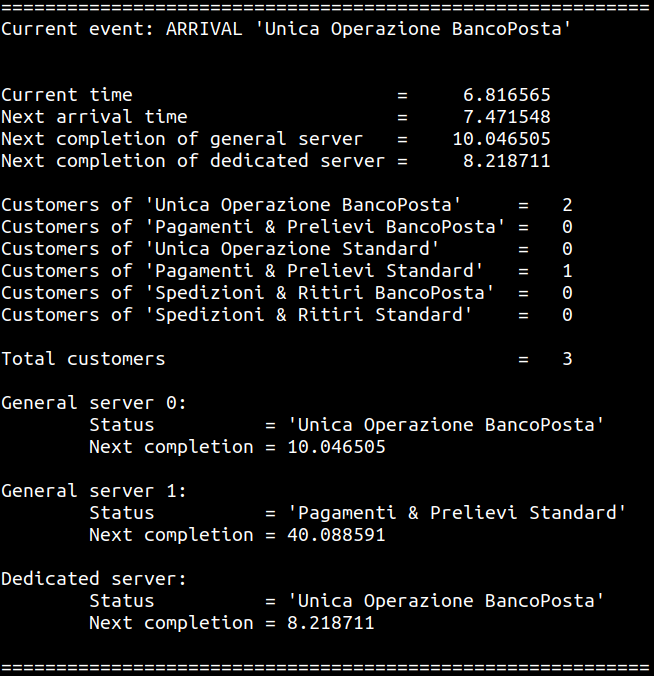 ===========================================================
Current event: ARRIVAL 'Unica Operazione BancoPosta'
Current time                        =     6.816565
Next arrival time                   =     7.471548
Next completion of general server   =    10.046505
Next completion of dedicated server =     8.218711
Customers of 'Unica Operazione BancoPosta'     =   2
Customers of 'Pagamenti & Prelievi BancoPosta' =   0
Customers of 'Unica Operazione Standard'       =   0
Customers of 'Pagamenti & Prelievi Standard'   =   1
Customers of 'Spedizioni & Ritiri BancoPosta'  =   0
Customers of 'Spedizioni & Ritiri Standard'    =   0
Total customers                                =   3
General server 0:
        Status          = 'Unica Operazione BancoPosta'
        Next completion = 10.046505
General server 1:
        Status          = 'Pagamenti & Prelievi Standard'
        Next completion = 40.088591
Dedicated server:
        Status          = 'Unica Operazione BancoPosta'
        Next completion = 8.218711
===========================================================